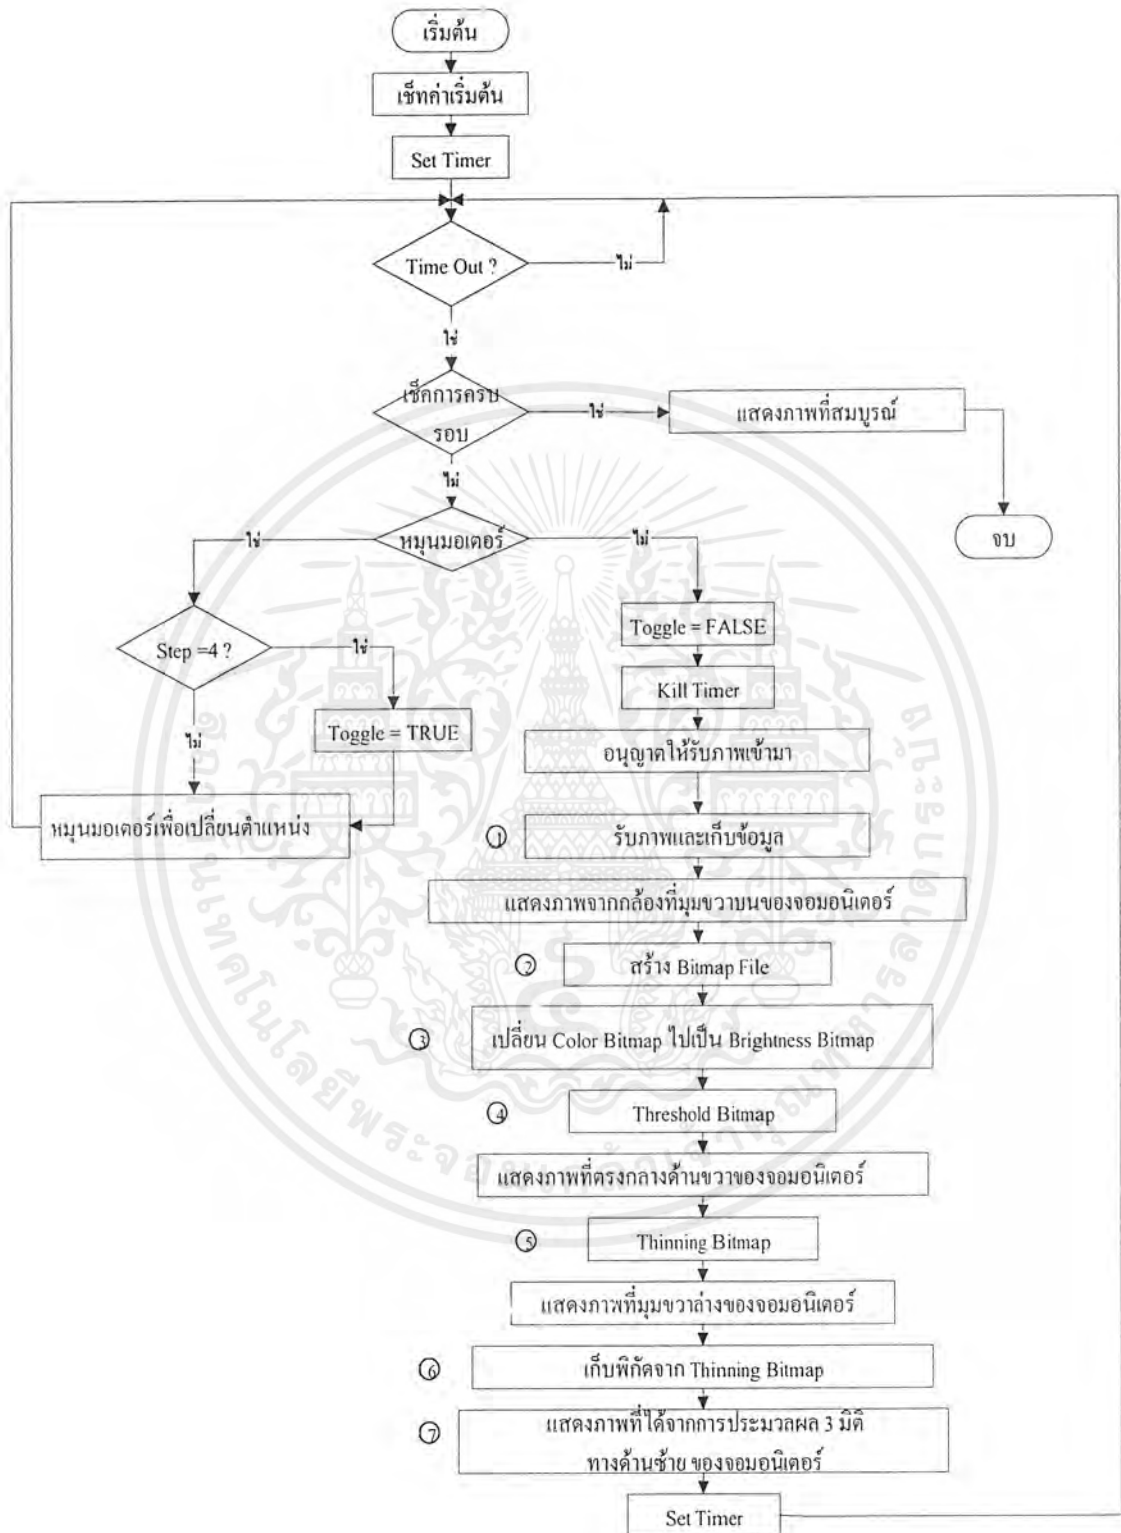 เริ่มต้น
เช็ทค่าเริ่มต้น
Set Timer
Time Out ?
ไม่
ใช่
เช็คการครบ
รอบ
ใช่
แสดงภาพที่สมบูรณ์
ไม่
จบ
หมุนมอเตอร์
ใช่
ไม่
Step =4 ?
ใช่
Toggle = FALSE
Kill Timer
ไม่
Toggle = TRUE
อนุญาตให้รับภาพเข้ามา
หมุนมอเตอร์เพื่อเปลี่ยนตำแหน่ง
1 รับภาพและเก็บข้อมูล
แสดงภาพจากกล้องที่มุมขวาบนของจอมอนิเตอร์
2 สร้าง Bitmap File
3 เปลี่ยน Color Bitmap ไปเป็น Brightness Bitmap
4 Threshold Bitmap
แสดงภาพที่ตรงกลางด้านขวาของจอมอนิเตอร์
5 Thinning Bitmap
แสดงภาพที่มุมขวาล่างของจอมอนิเตอร์
6 เก็บพิกัดจาก Thinning Bitmap
7 แสดงภาพที่ได้จากการประมวลผล 3 มิติ
ทางด้านซ้าย ของจอมอนิเตอร์
Set Timer